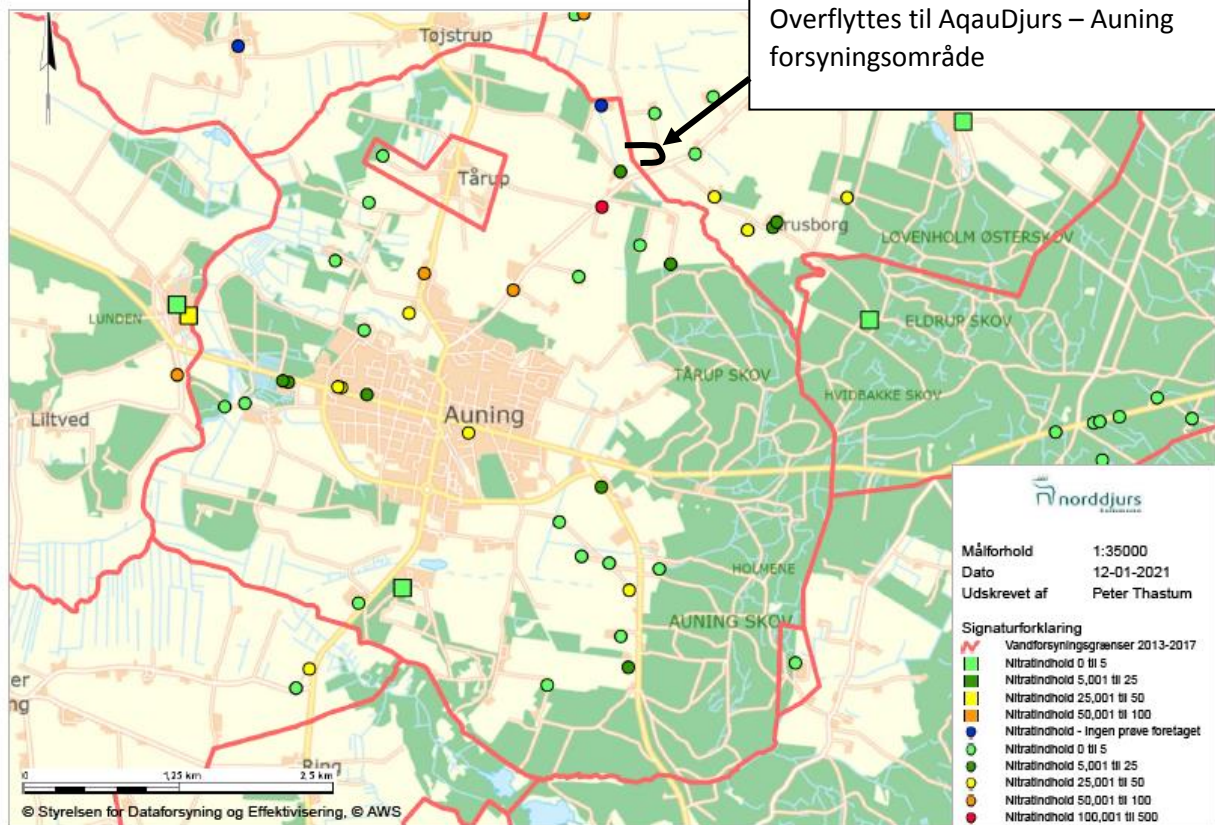 Overflyttes til AqauDjurs – Auning
forsyningsområde
Tøjstrup
Tårup
rusborg
LØVENHOLM ØSTERSKOV
LUNDEN
ELDRUP SKOV
TÅRUP SKOV
HVIDBAKKE SKOV
Liltved
Auning
HOLMENE
AUNING SKOV
er
ng
Ring
norddjurs
kommune
Målforhold 1:35000
Dato 12-01-2021
Udskrevet af Peter Thastum
Signaturforklaring
Vandforsyningsgrænser 2013-2017
Nitratindhold 0 til 5
Nitratindhold 5,001 til 25
Nitratindhold 25,001 til 50
Nitratindhold 50,001 til 100
Nitratindhold - Ingen prøve foretaget
Nitratindhold 0 til 5
Nitratindhold 5,001 til 25
Nitratindhold 25,001 til 50
Nitratindhold 50,001 til 100
Nitratindhold 100,001 til 500
0 1,25 km 2,5 km
© Styrelsen for Dataforsyning og Effektivisering, © AWS